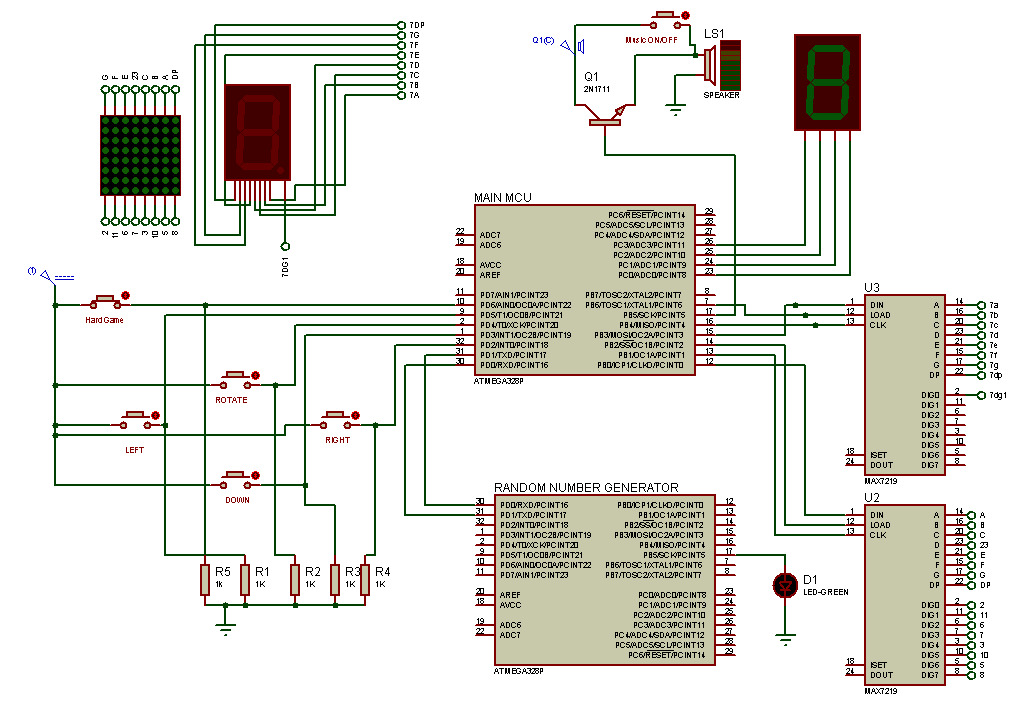 7DP
7G
7F
7E
7D
7C
7B
7A
G F E 23 C B A DP
2 11 6 7 3 10 5 8
7DG1
Q1(C)
Music ON/OFF
LS1
SPEAKER
Q1
2N1711
MAIN MCU
22 ADC7
19 ADC6
18 AVCC
20 AREF
11 PD7/AIN1/PCINT23
10 PD6/AIN0/OC0A/PCINT22
9 PD5/T1/OC0B/PCINT21
2 PD4/T0/XCK/PCINT20
1 PD3/INT1/OC2B/PCINT19
32 PD2/INT0/PCINT18
31 PD1/TXD/PCINT17
30 PD0/RXD/PCINT16
PC6/RESET/PCINT14 29
PC5/ADC5/SCL/PCINT13 28
PC4/ADC4/SDA/PCINT12 27
PC3/ADC3/PCINT11 26
PC2/ADC2/PCINT10 25
PC1/ADC1/PCINT9 24
PC0/ADC0/PCINT8 23
PB7/TOSC2/XTAL2/PCINT7 8
PB6/TOSC1/XTAL1/PCINT6 7
PB5/SCK/PCINT5 17
PB4/MISO/PCINT4 16
PB3/MOSI/OC2A/PCINT3 15
PB2/SS/OC1B/PCINT2 14
PB1/OC1A/PCINT1 13
PB0/ICP1/CLKO/PCINT0 12
ATMEGA328P
Hard Game
ROTATE
LEFT
RIGHT
DOWN
R5
1k
R1
1K
R2
1K
R3
1K
R4
1K
RANDOM NUMBER GENERATOR
30 PD0/RXD/PCINT16
31 PD1/TXD/PCINT17
32 PD2/INT0/PCINT18
1 PD3/INT1/OC2B/PCINT19
2 PD4/T0/XCK/PCINT20
9 PD5/T1/OC0B/PCINT21
10 PD6/AIN0/OC0A/PCINT22
11 PD7/AIN1/PCINT23
20 AREF
18 AVCC
19 ADC6
22 ADC7
PB0/ICP1/CLKO/PCINT0 12
PB1/OC1A/PCINT1 13
PB2/SS/OC1B/PCINT2 14
PB3/MOSI/OC2A/PCINT3 15
PB4/MISO/PCINT4 16
PB5/SCK/PCINT5 17
PB6/TOSC1/XTAL1/PCINT6 7
PB7/TOSC2/XTAL2/PCINT7 8
PC0/ADC0/PCINT8 23
PC1/ADC1/PCINT9 24
PC2/ADC2/PCINT10 25
PC3/ADC3/PCINT11 26
PC4/ADC4/SDA/PCINT12 27
PC5/ADC5/SCL/PCINT13 28
PC6/RESET/PCINT14 29
ATMEGA328P
D1
LED-GREEN
U3
1 DIN
12 LOAD
13 CLK
18 ISET
24 DOUT
A 14 7a
B 16 7b
C 20 7c
D 23 7d
E 21 7e
F 15 7f
G 17 7g
DP 22 7dp
DIG0 2 7dg1
DIG1 11
DIG2 6
DIG3 7
DIG4 3
DIG5 10
DIG6 5
DIG7 8
MAX7219
U2
1 DIN
12 LOAD
13 CLK
18 ISET
24 DOUT
A 14 A
B 16 B
C 20 C
D 23 23
E 21 E
F 15 F
G 17 G
DP 22 DP
DIG0 2 2
DIG1 11 11
DIG2 6 6
DIG3 7 7
DIG4 3 3
DIG5 10 10
DIG6 5 5
DIG7 8 8
MAX7219